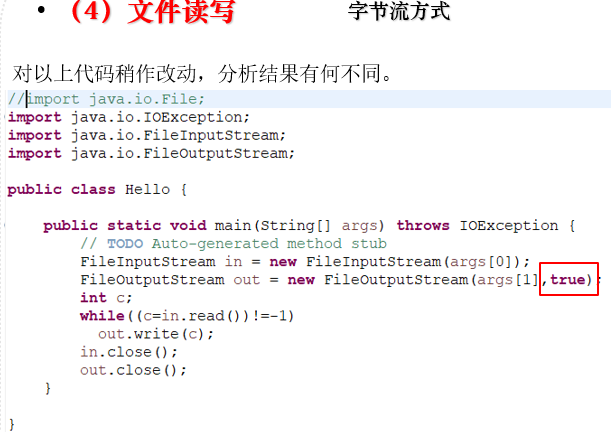 • （4）文件读写 字节流方式
对以上代码稍作改动，分析结果有何不同。
//import java.io.File;
import java.io.IOException;
import java.io.FileInputStream;
import java.io.FileOutputStream;
public class Hello {
public static void main(String[] args) throws IOException {
// TODO Auto-generated method stub
FileInputStream in = new FileInputStream(args[0]);
FileOutputStream out = new FileOutputStream(args[1],true);
int c;
while((c=in.read())!=-1)
out.write(c);
in.close();
out.close();
}
}